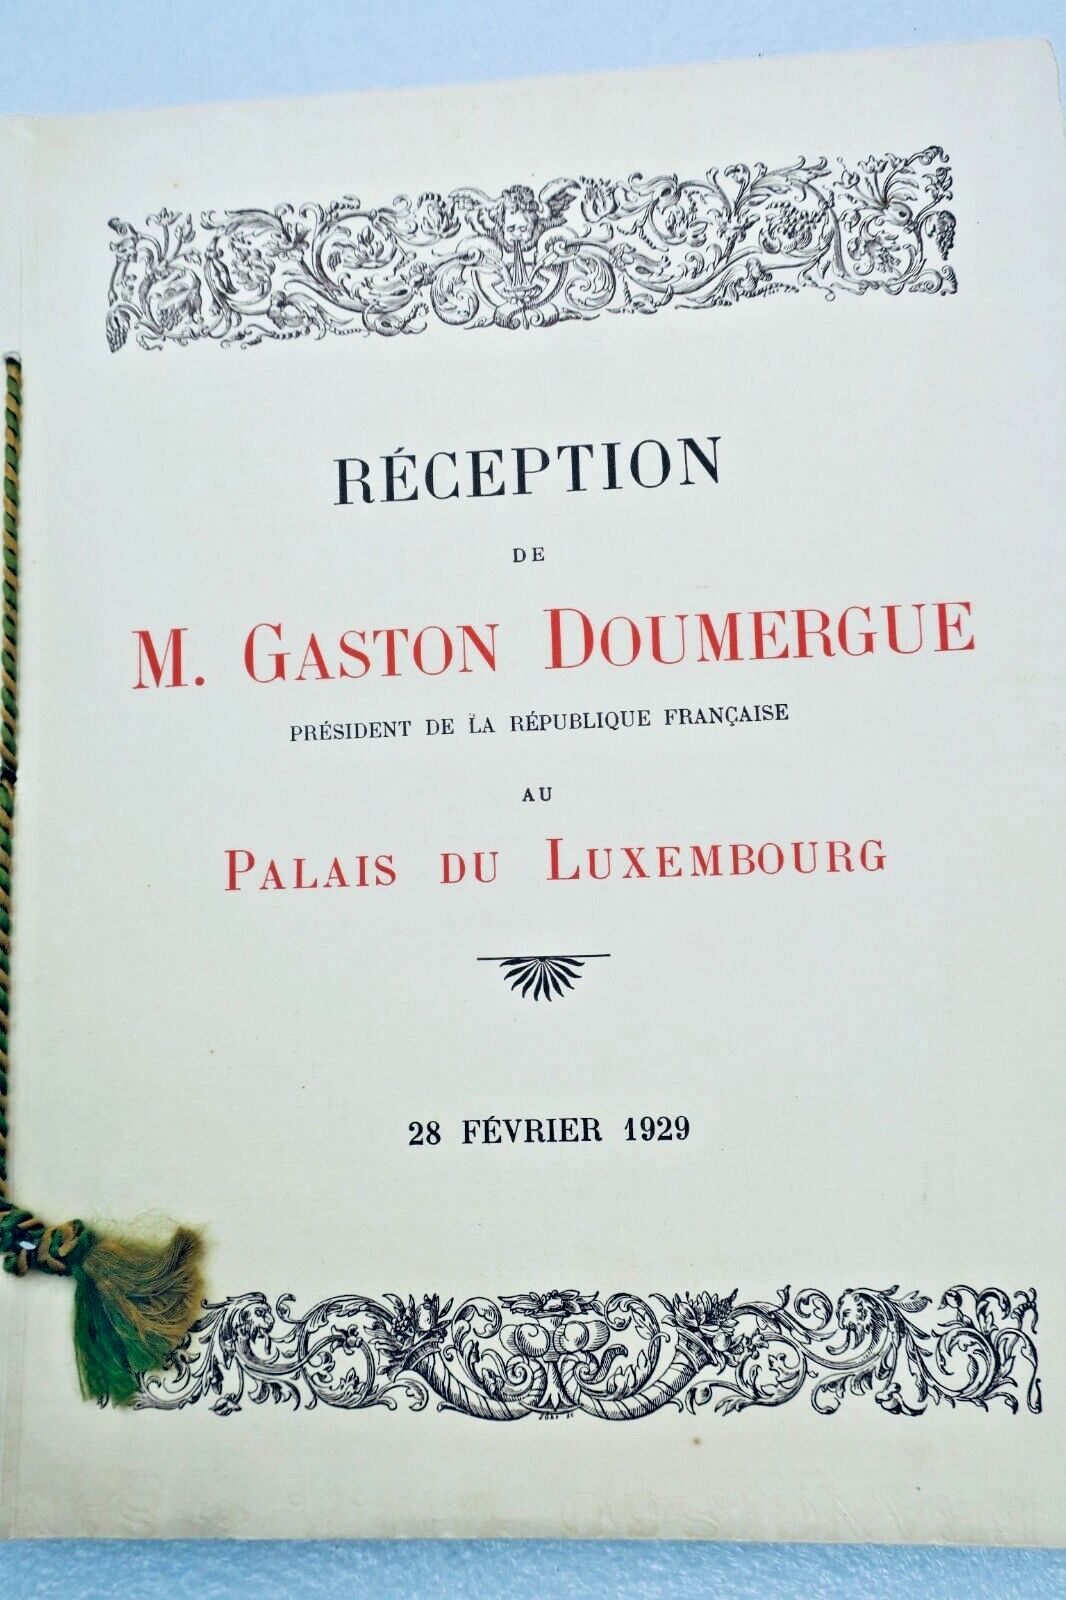 RÉCEPTION
DE
M. GASTON DOUMERGUE
PRÉSIDENT DE LA RÉPUBLIQUE FRANÇAISE
AU
PALAIS DU LUXEMBOURG
28 FÉVRIER 1929